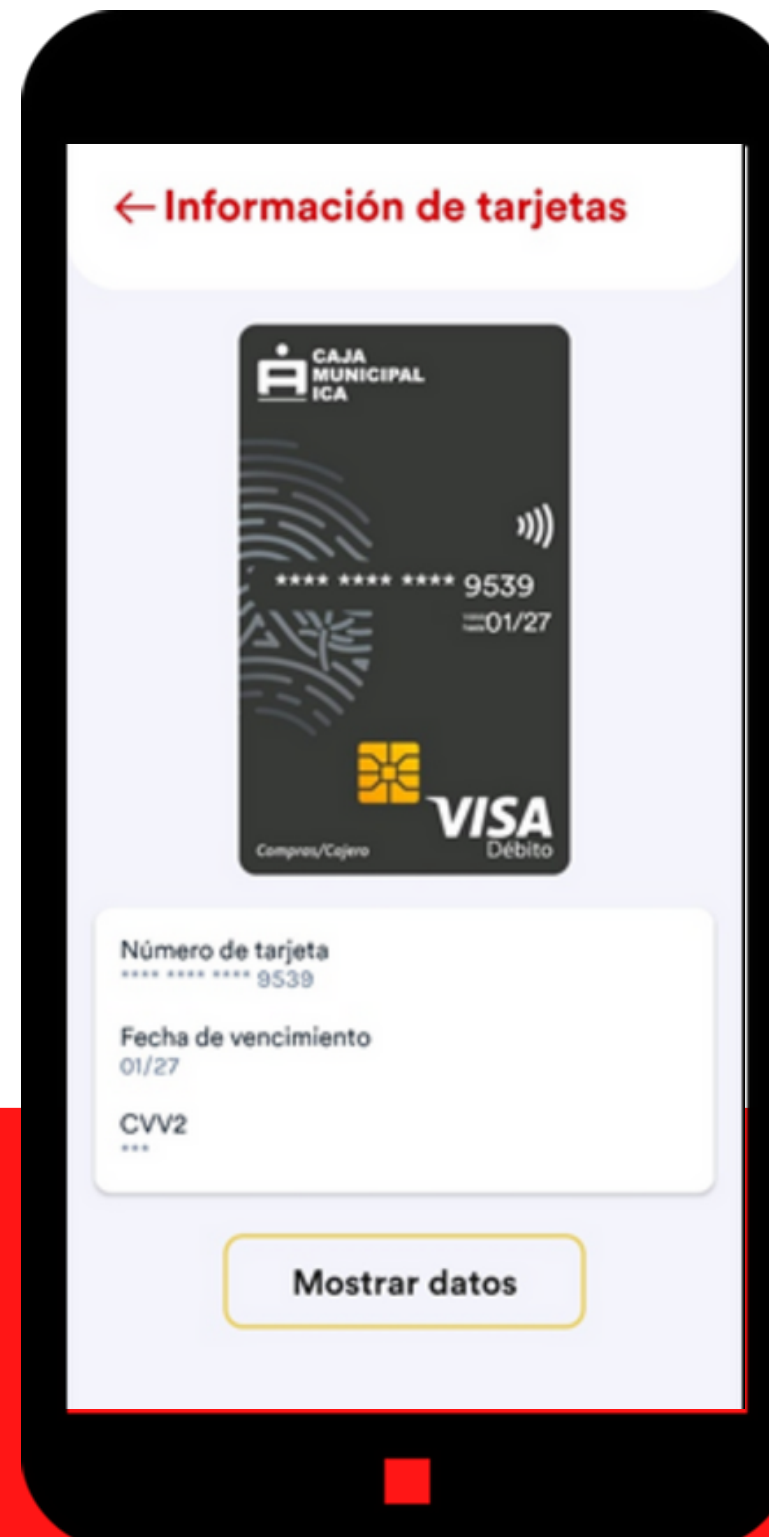 ←Información de tarjetas
CAJA
MUNICIPAL
ICA
**** **** **** 9539
01/27
VISA
Débito
Compras/Cajero
Número de tarjeta
**** **** **** 9539
Fecha de vencimiento
01/27
CVV2
***
Mostrar datos